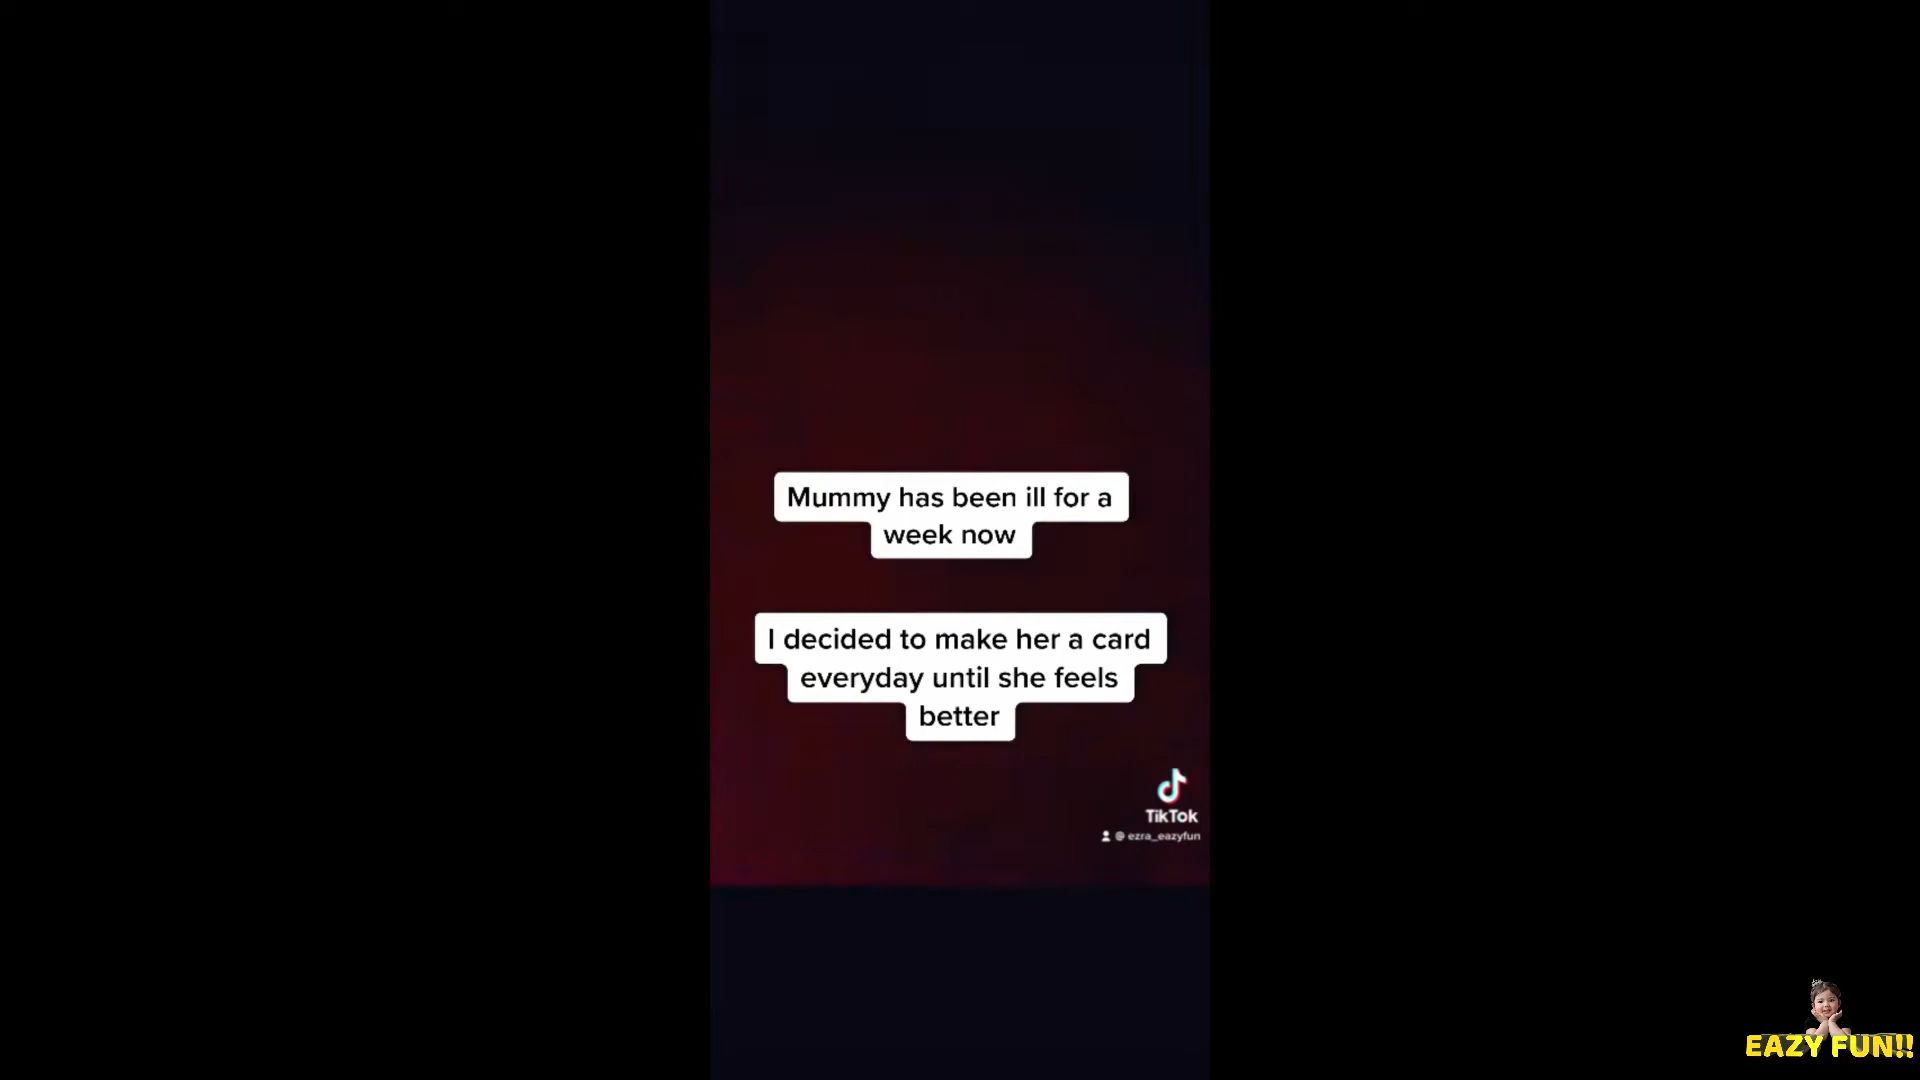 Mummy has been ill for a
week now
I decided to make her a card
everyday until she feels
better
TikTok
@ ezra_eazyfun
EAZY FUN!!